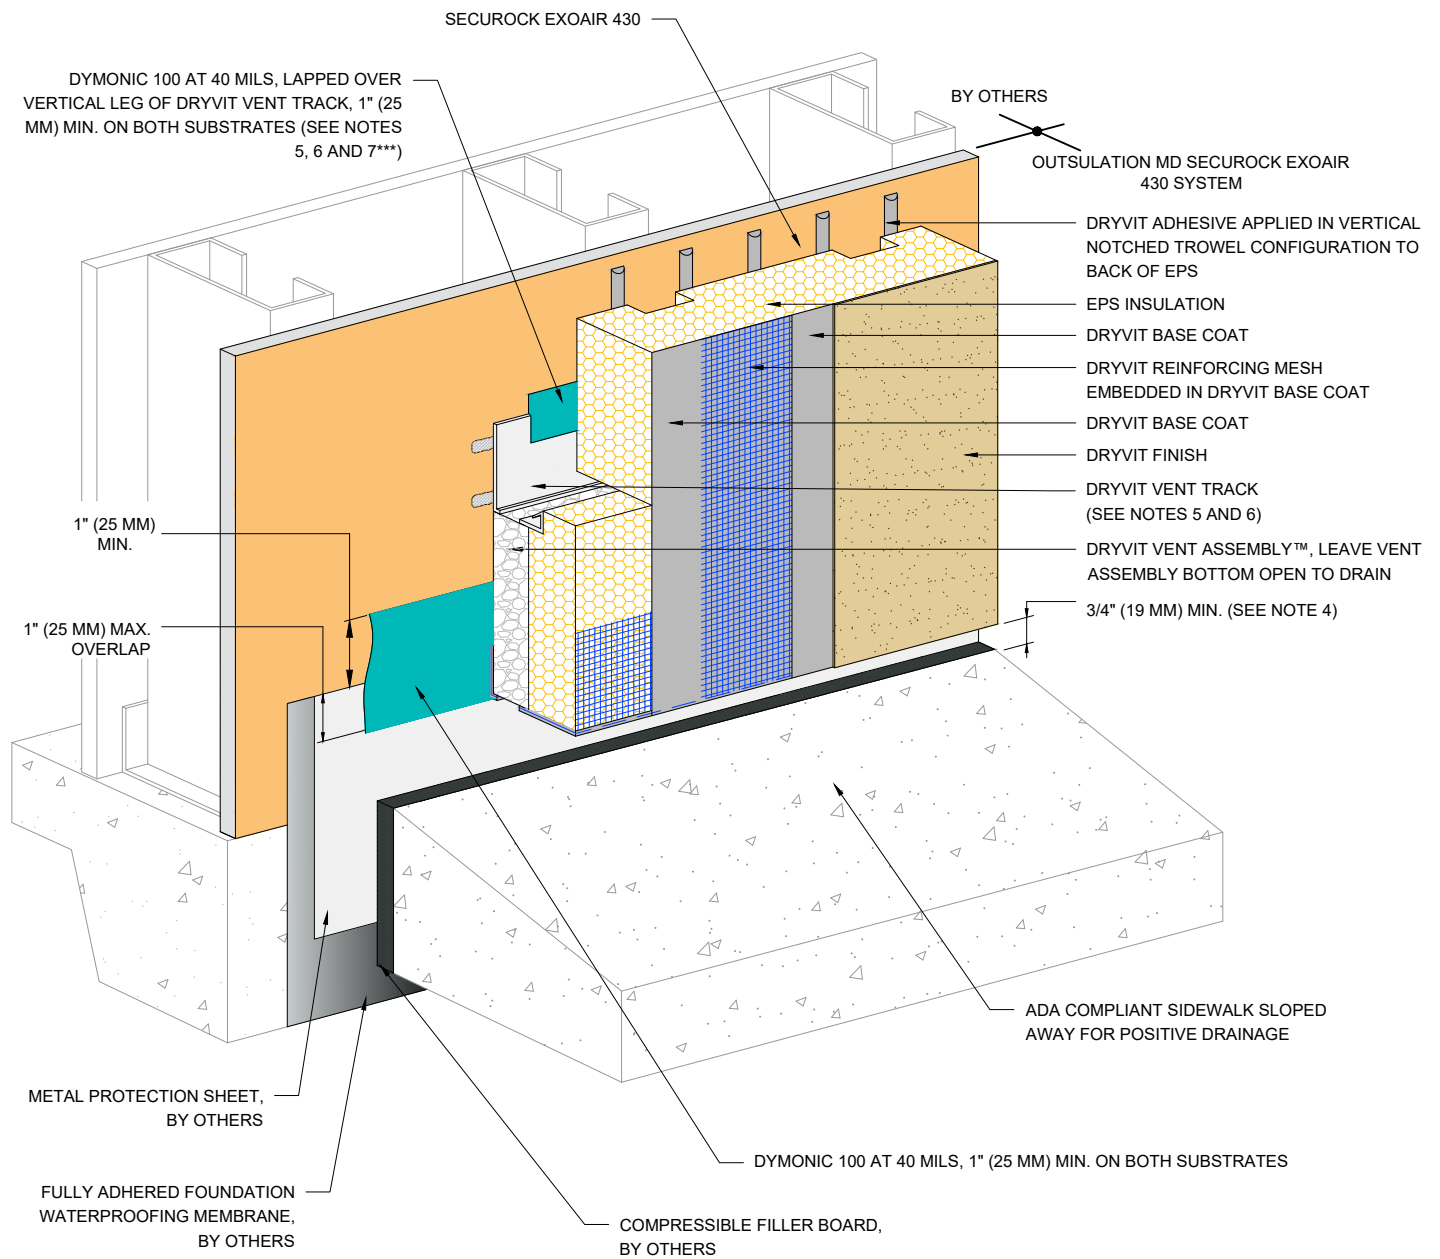 SECUROCK EXOAIR 430
DYMONIC 100 AT 40 MILS, LAPPED OVER
VERTICAL LEG OF DRYVIT VENT TRACK, 1" (25
MM) MIN. ON BOTH SUBSTRATES (SEE NOTES
5, 6 AND 7***)
BY OTHERS
OUTSULATION MD SECUROCK EXOAIR
430 SYSTEM
DRYVIT ADHESIVE APPLIED IN VERTICAL
NOTCHED TROWEL CONFIGURATION TO
BACK OF EPS
EPS INSULATION
DRYVIT BASE COAT
DRYVIT REINFORCING MESH
EMBEDDED IN DRYVIT BASE COAT
DRYVIT BASE COAT
DRYVIT FINISH
DRYVIT VENT TRACK
(SEE NOTES 5 AND 6)
DRYVIT VENT ASSEMBLY™, LEAVE VENT
ASSEMBLY BOTTOM OPEN TO DRAIN
3/4" (19 MM) MIN. (SEE NOTE 4)
1" (25 MM)
MIN.
1" (25 MM) MAX.
OVERLAP
ADA COMPLIANT SIDEWALK SLOPED
AWAY FOR POSITIVE DRAINAGE
METAL PROTECTION SHEET,
BY OTHERS
DYMONIC 100 AT 40 MILS, 1" (25 MM) MIN. ON BOTH SUBSTRATES
FULLY ADHERED FOUNDATION
WATERPROOFING MEMBRANE,
BY OTHERS
COMPRESSIBLE FILLER BOARD,
BY OTHERS